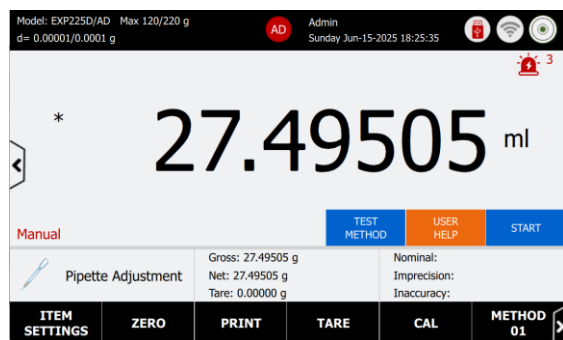 Model: EXP225D/AD Max 120/220 g
d= 0.00001/0.0001 g
AD
Admin
Sunday Jun-15-2025 18:25:35
3
* 27.49505 ml
Manual
TEST METHOD
USER HELP
START
Pipette Adjustment
Gross: 27.49505 g
Net: 27.49505 g
Tare: 0.00000 g
Nominal:
Imprecision:
Inaccuracy:
ITEM SETTINGS
ZERO
PRINT
TARE
CAL
METHOD 01